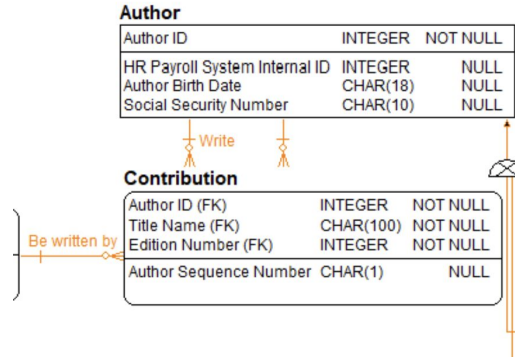 Author
Author ID INTEGER NOT NULL
HR Payroll System Internal ID INTEGER NULL
Author Birth Date CHAR(18) NULL
Social Security Number CHAR(10) NULL
Write
Contribution
Author ID (FK) INTEGER NOT NULL
Title Name (FK) CHAR(100) NOT NULL
Edition Number (FK) INTEGER NOT NULL
Be written by
Author Sequence Number CHAR(1) NULL